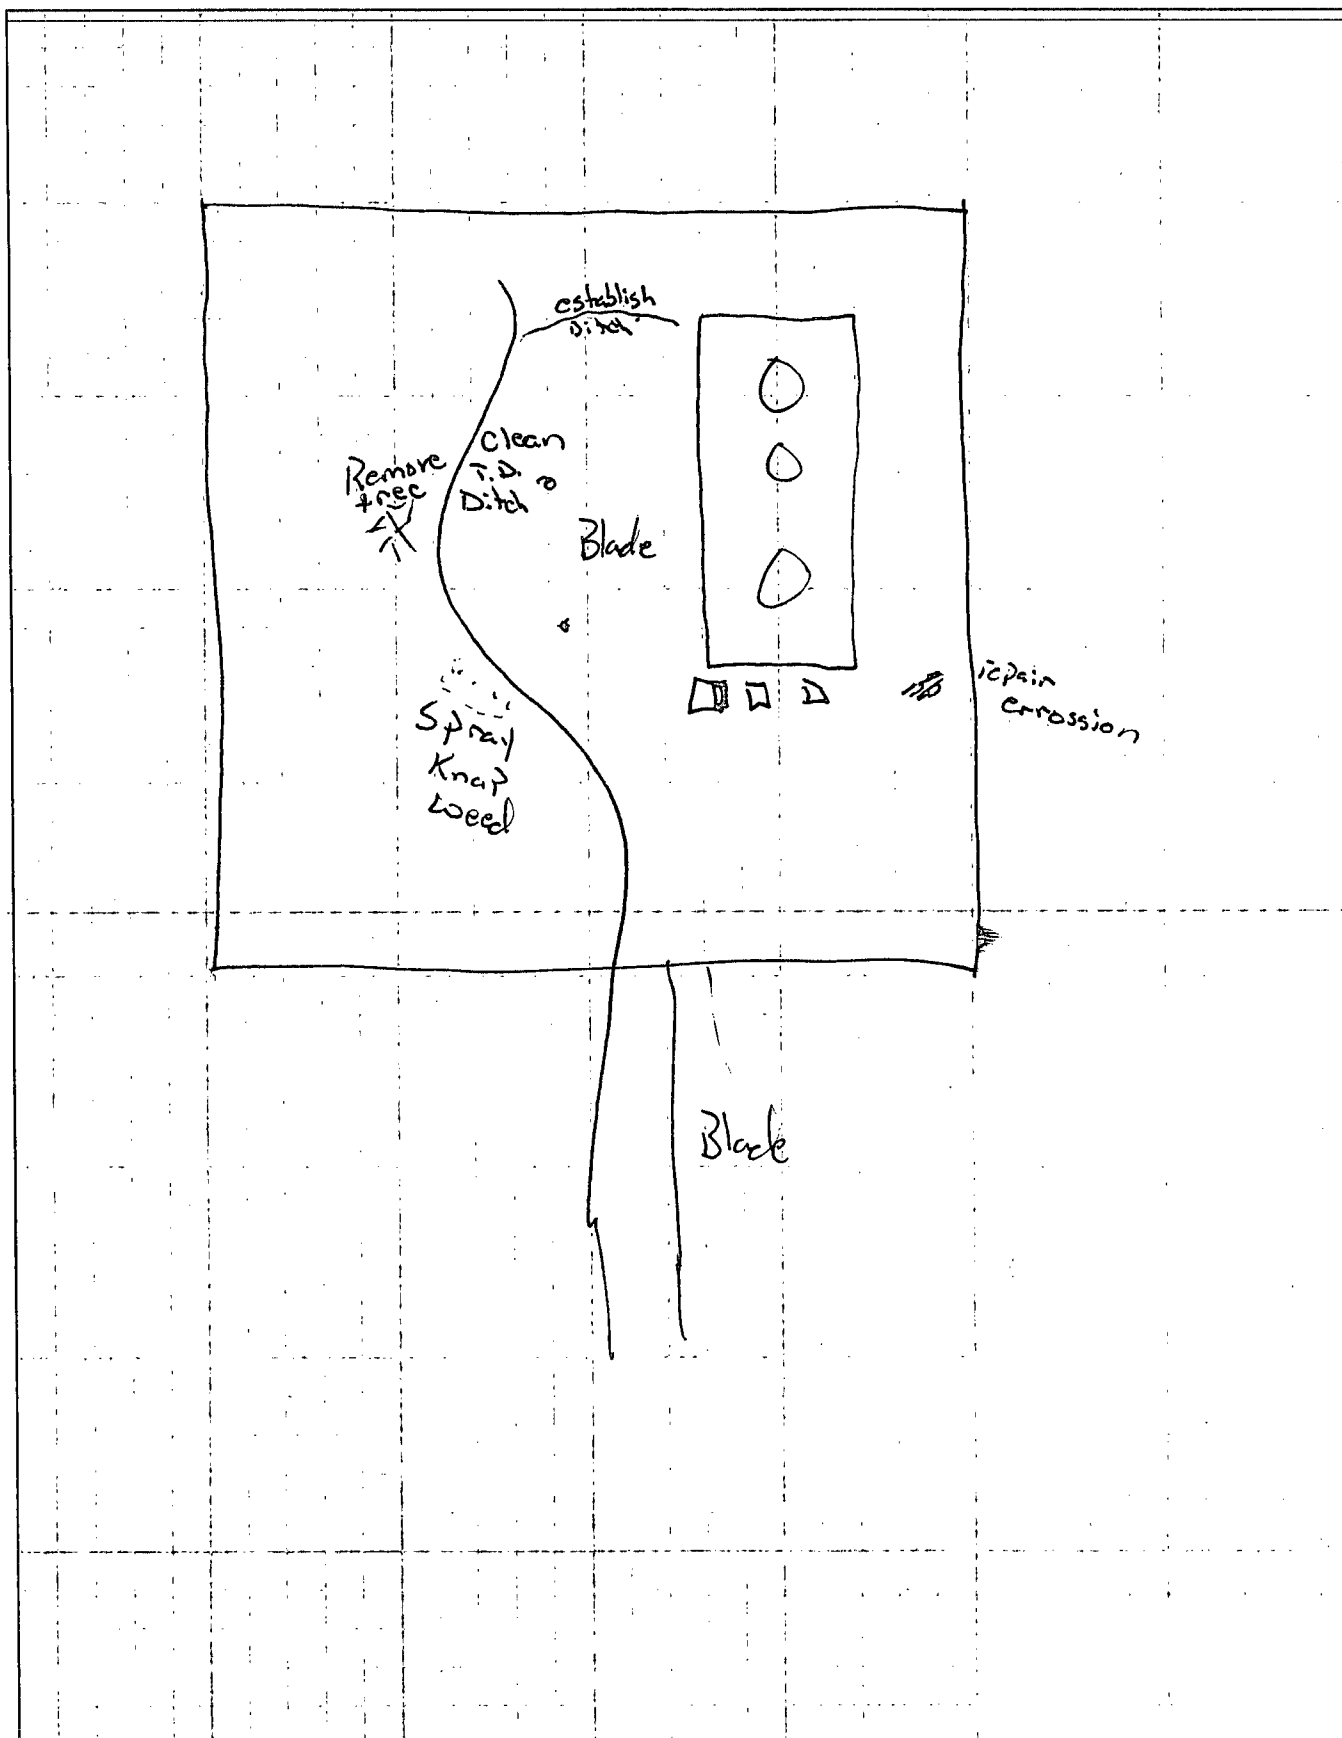 establish
Ditch
Clean
T.D.
Ditch
Remove
tree
Blade
repair
errossion
Spray
Knap
weed
Blade